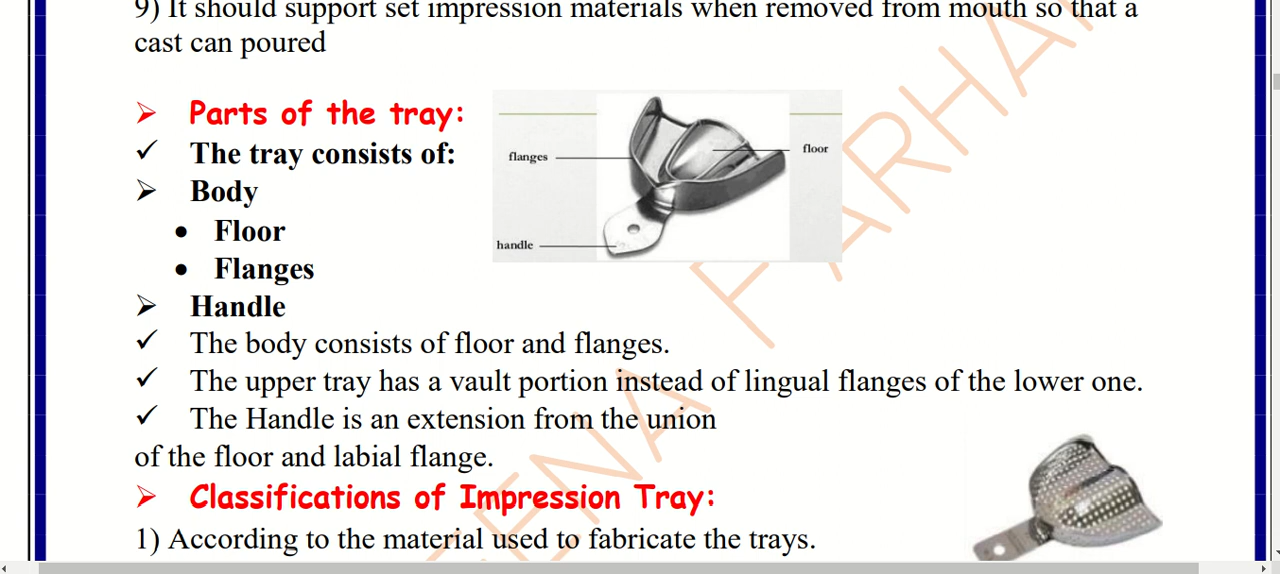 9) It should support set impression materials when removed from mouth so that a
cast can poured
Parts of the tray:
The tray consists of:
Body
Floor
Flanges
Handle
flanges
floor
handle
The body consists of floor and flanges.
The upper tray has a vault portion instead of lingual flanges of the lower one.
The Handle is an extension from the union
of the floor and labial flange.
Classifications of Impression Tray:
1) According to the material used to fabricate the trays.